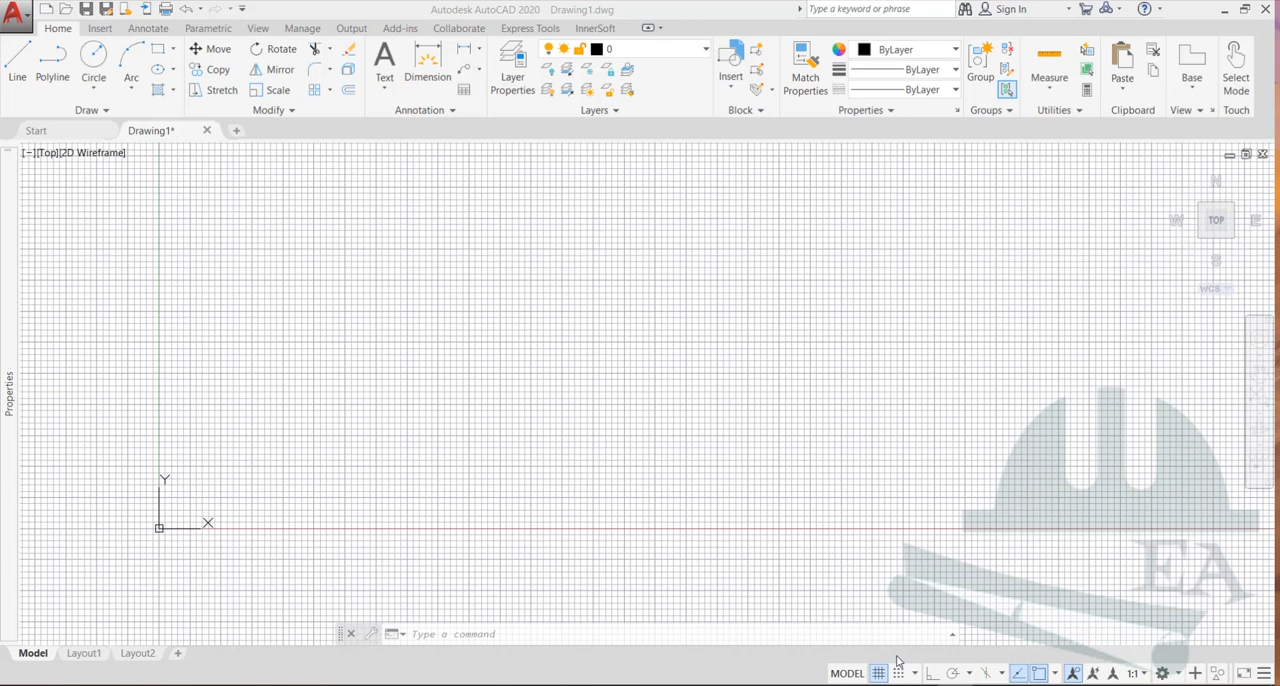 Autodesk AutoCAD 2020 Drawing1.dwg
Type a keyword or phrase
Sign In
Home Insert Annotate Parametric View Manage Output Add-ins Collaborate Express Tools InnerSoft
Line
Polyline
Circle
Arc
Move
Copy
Stretch
Rotate
Mirror
Scale
Text
Dimension
Layer
Properties
0
Insert
Match
Properties
ByLayer
ByLayer
ByLayer
Group
Measure
Paste
Base
Select
Mode
Draw
Modify
Annotation
Layers
Block
Properties
Groups
Utilities
Clipboard
View
Touch
Start
Drawing1*
[−][Top][2D Wireframe]
N
W
TOP
E
S
WCS
Properties
Y
X
EA
Type a command
Model Layout1 Layout2
MODEL
1:1